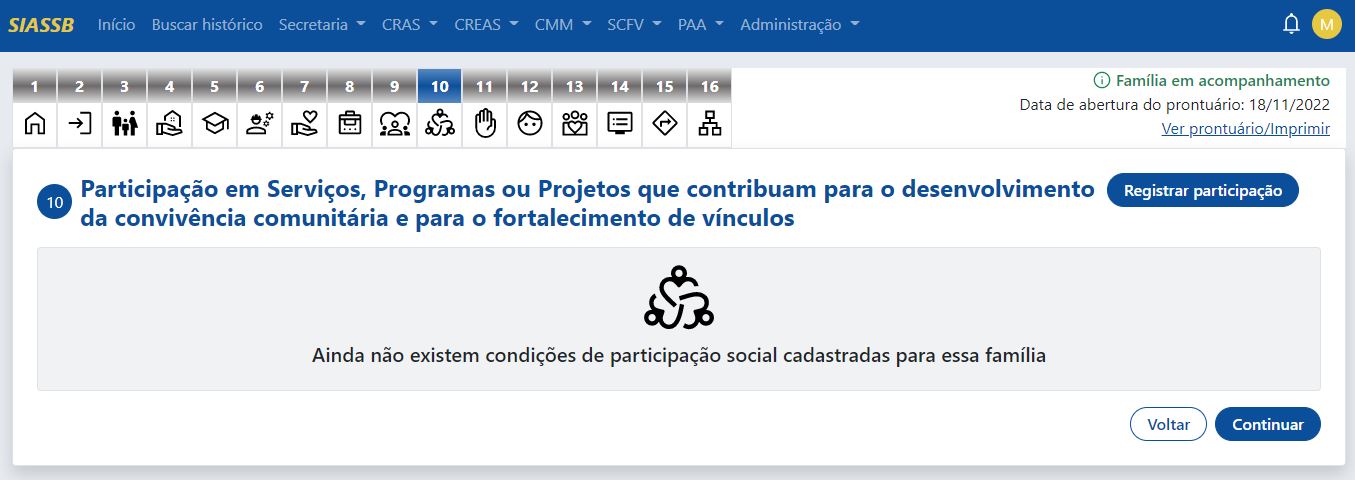 SIASSB Início Buscar histórico Secretaria CRAS CREAS CMM SCFV PAA Administração M
1 2 3 4 5 6 7 8 9 10 11 12 13 14 15 16
Família em acompanhamento
Data de abertura do prontuário: 18/11/2022
Ver prontuário/Imprimir
10 Participação em Serviços, Programas ou Projetos que contribuam para o desenvolvimento
da convivência comunitária e para o fortalecimento de vínculos
Registrar participação
Ainda não existem condições de participação social cadastradas para essa família
Voltar Continuar